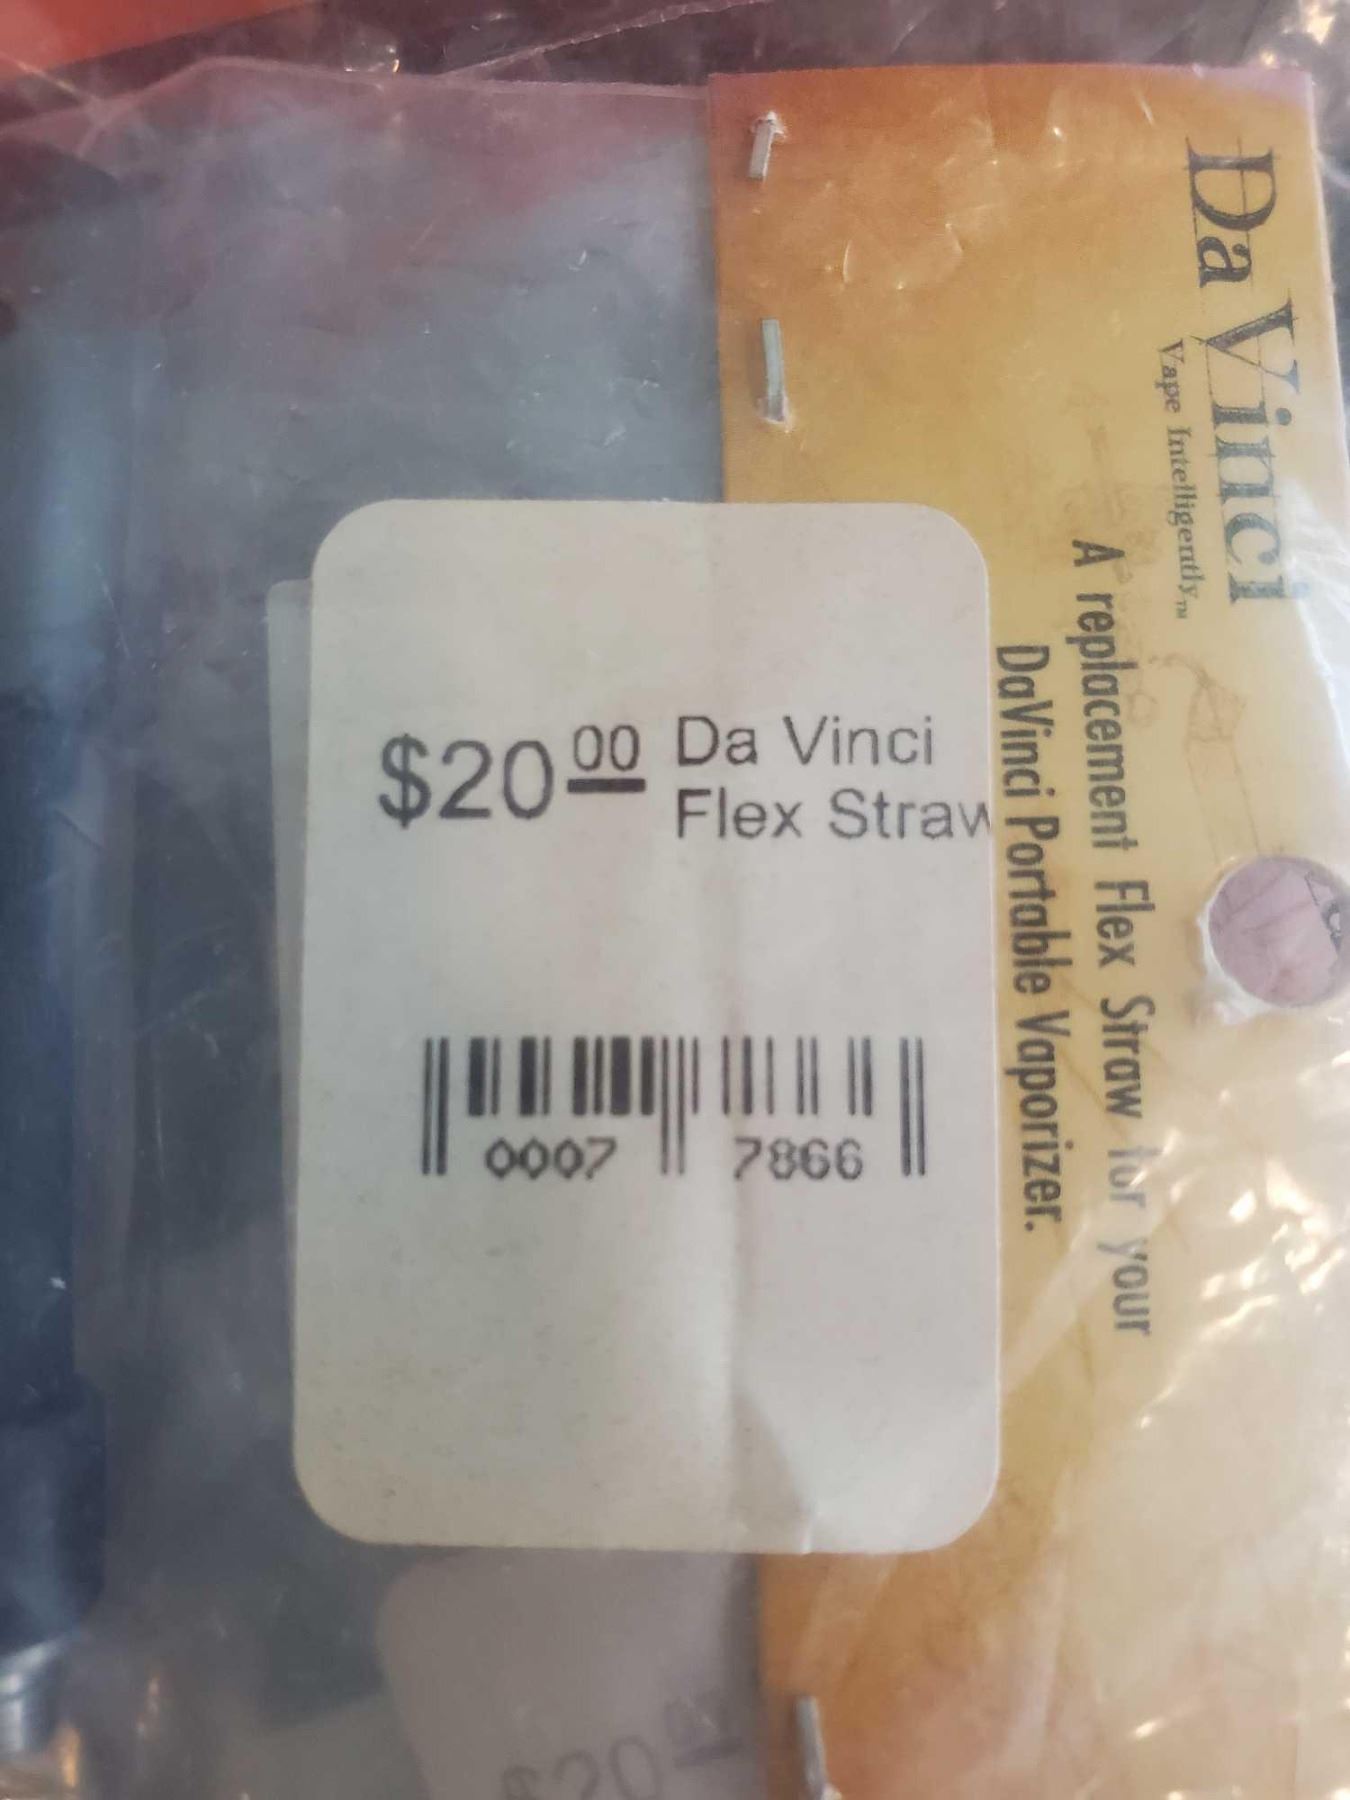 Da Vinci
Vape Intelligently™
A replacement Flex Straw for your
DaVinci Portable Vaporizer.
$20 00 Da Vinci
Flex Straw
0007 7866
$20